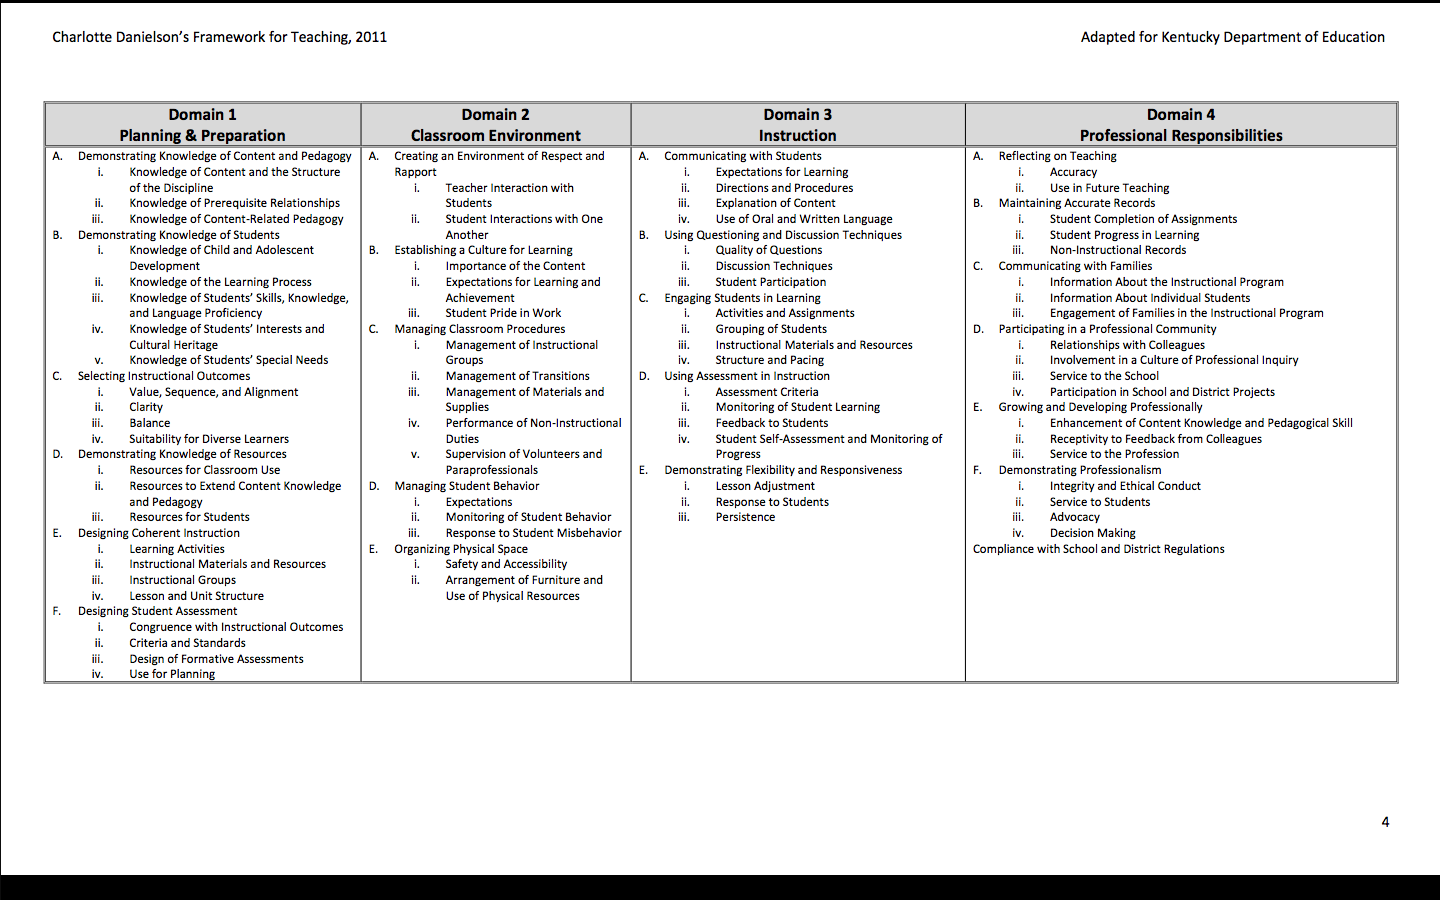 Charlotte Danielson's Framework for Teaching, 2011
Adapted for Kentucky Department of Education
Domain 1
Planning & Preparation
A. Demonstrating Knowledge of Content and Pedagogy
i. Knowledge of Content and the Structure
of the Discipline
ii. Knowledge of Prerequisite Relationships
iii. Knowledge of Content-Related Pedagogy
B. Demonstrating Knowledge of Students
i. Knowledge of Child and Adolescent
Development
ii. Knowledge of the Learning Process
iii. Knowledge of Students' Skills, Knowledge,
and Language Proficiency
iv. Knowledge of Students' Interests and
Cultural Heritage
v. Knowledge of Students' Special Needs
C. Selecting Instructional Outcomes
i. Value, Sequence, and Alignment
ii. Clarity
iii. Balance
iv. Suitability for Diverse Learners
D. Demonstrating Knowledge of Resources
i. Resources for Classroom Use
ii. Resources to Extend Content Knowledge
and Pedagogy
iii. Resources for Students
E. Designing Coherent Instruction
i. Learning Activities
ii. Instructional Materials and Resources
iii. Instructional Groups
iv. Lesson and Unit Structure
F. Designing Student Assessment
i. Congruence with Instructional Outcomes
ii. Criteria and Standards
iii. Design of Formative Assessments
iv. Use for Planning
Domain 2
Classroom Environment
A. Creating an Environment of Respect and
Rapport
i. Teacher Interaction with
Students
ii. Student Interactions with One
Another
B. Establishing a Culture for Learning
i. Importance of the Content
ii. Expectations for Learning and
Achievement
iii. Student Pride in Work
C. Managing Classroom Procedures
i. Management of Instructional
Groups
ii. Management of Transitions
iii. Management of Materials and
Supplies
iv. Performance of Non-Instructional
Duties
v. Supervision of Volunteers and
Paraprofessionals
D. Managing Student Behavior
i. Expectations
ii. Monitoring of Student Behavior
iii. Response to Student Misbehavior
E. Organizing Physical Space
i. Safety and Accessibility
ii. Arrangement of Furniture and
Use of Physical Resources
Domain 3
Instruction
A. Communicating with Students
i. Expectations for Learning
ii. Directions and Procedures
iii. Explanation of Content
iv. Use of Oral and Written Language
B. Using Questioning and Discussion Techniques
i. Quality of Questions
ii. Discussion Techniques
iii. Student Participation
C. Engaging Students in Learning
i. Activities and Assignments
ii. Grouping of Students
iii. Instructional Materials and Resources
iv. Structure and Pacing
D. Using Assessment in Instruction
i. Assessment Criteria
ii. Monitoring of Student Learning
iii. Feedback to Students
iv. Student Self-Assessment and Monitoring of
Progress
E. Demonstrating Flexibility and Responsiveness
i. Lesson Adjustment
ii. Response to Students
iii. Persistence
Domain 4
Professional Responsibilities
A. Reflecting on Teaching
i. Accuracy
ii. Use in Future Teaching
B. Maintaining Accurate Records
i. Student Completion of Assignments
ii. Student Progress in Learning
iii. Non-Instructional Records
C. Communicating with Families
i. Information About the Instructional Program
ii. Information About Individual Students
iii. Engagement of Families in the Instructional Program
D. Participating in a Professional Community
i. Relationships with Colleagues
ii. Involvement in a Culture of Professional Inquiry
iii. Service to the School
iv. Participation in School and District Projects
E. Growing and Developing Professionally
i. Enhancement of Content Knowledge and Pedagogical Skill
ii. Receptivity to Feedback from Colleagues
iii. Service to the Profession
F. Demonstrating Professionalism
i. Integrity and Ethical Conduct
ii. Service to Students
iii. Advocacy
iv. Decision Making
Compliance with School and District Regulations
4